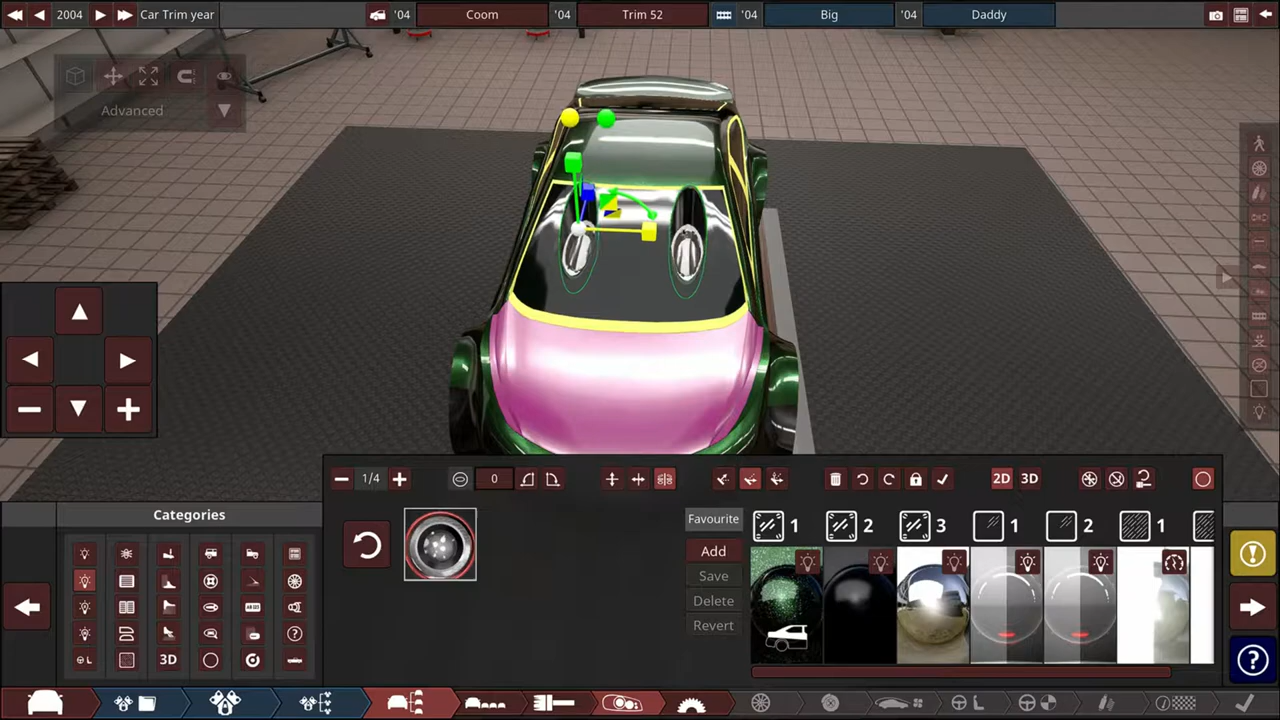 2004 Car Trim year '04 Coom '04 Trim 52 '04 Big '04 Daddy
Advanced
1/4 0 2D 3D
Categories
Favourite 1 2 3 1 2 1
Add
Save
Delete
Revert
L 3D